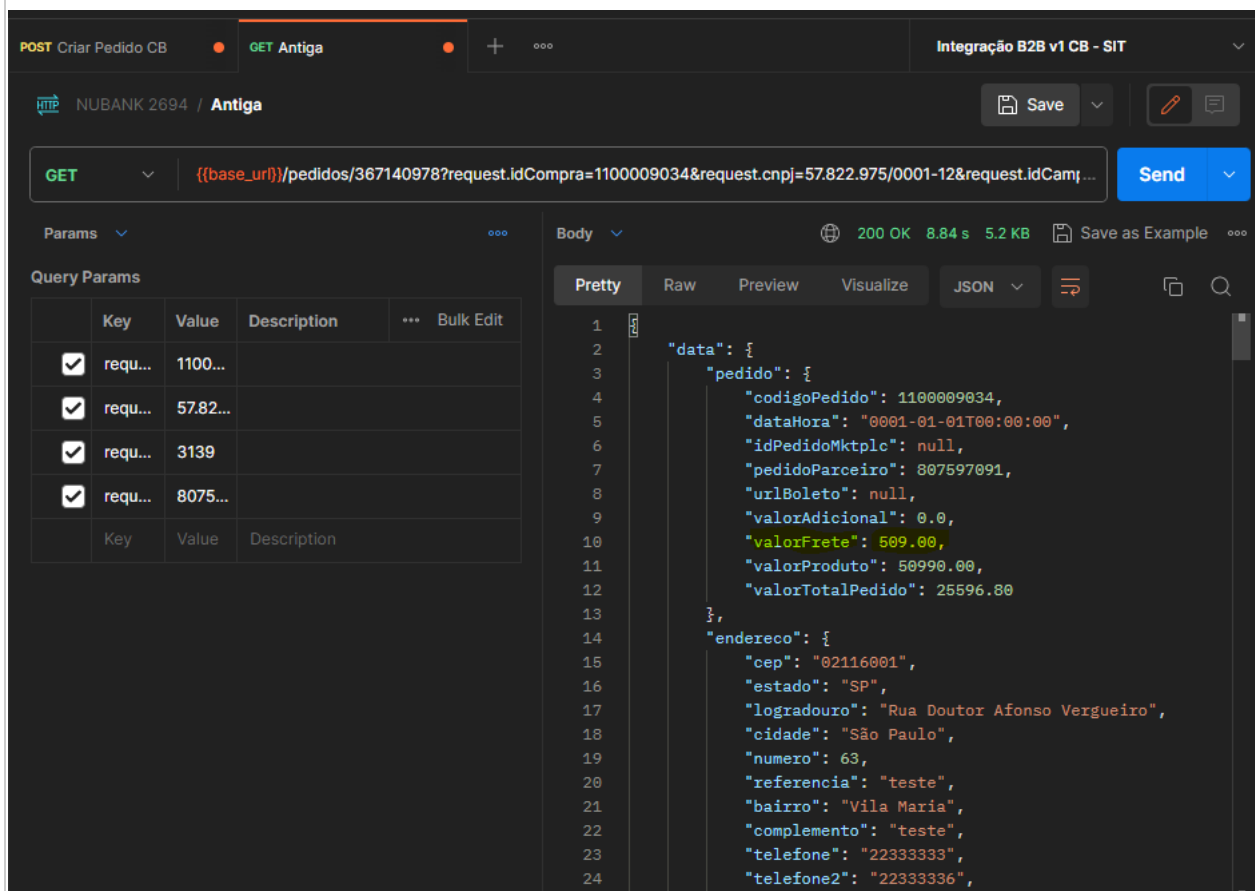 POST Criar Pedido CB
GET Antiga
Integração B2B v1 CB - SIT
HTTP NUBANK 2694 / Antiga
Save
GET
{{base_url}}/pedidos/367140978?request.idCompra=1100009034&request.cnpj=57.822.975/0001-12&request.idCamp...
Send
Params
Query Params
Key Value Description Bulk Edit
requ... 1100...
requ... 57.82...
requ... 3139
requ... 8075...
Key Value Description
Body 200 OK 8.84 s 5.2 KB Save as Example
Pretty Raw Preview Visualize JSON
1 {
2 "data": {
3 "pedido": {
4 "codigoPedido": 1100009034,
5 "dataHora": "0001-01-01T00:00:00",
6 "idPedidoMktplc": null,
7 "pedidoParceiro": 807597091,
8 "urlBoleto": null,
9 "valorAdicional": 0.0,
10 "valorFrete": 509.00,
11 "valorProduto": 50990.00,
12 "valorTotalPedido": 25596.80
13 },
14 "endereco": {
15 "cep": "02116001",
16 "estado": "SP",
17 "logradouro": "Rua Doutor Afonso Vergueiro",
18 "cidade": "São Paulo",
19 "numero": 63,
20 "referencia": "teste",
21 "bairro": "Vila Maria",
22 "complemento": "teste",
23 "telefone": "22333333",
24 "telefone2": "22333336",